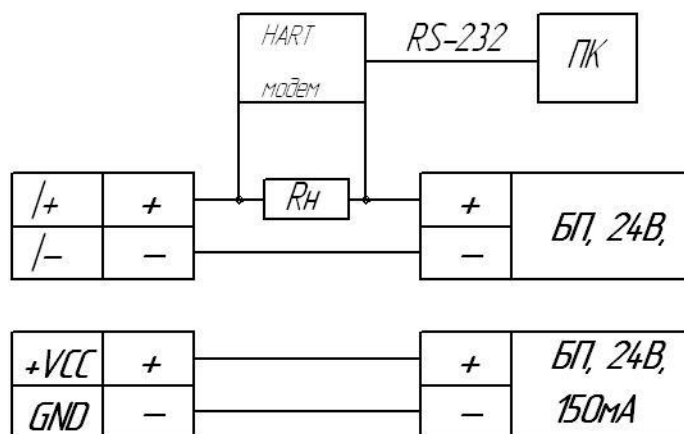 HART
модем
RS-232
ПК
I+ + Rн +
I- - -
БП, 24В,
+VCC + +
GND - -
БП, 24В,
150мА